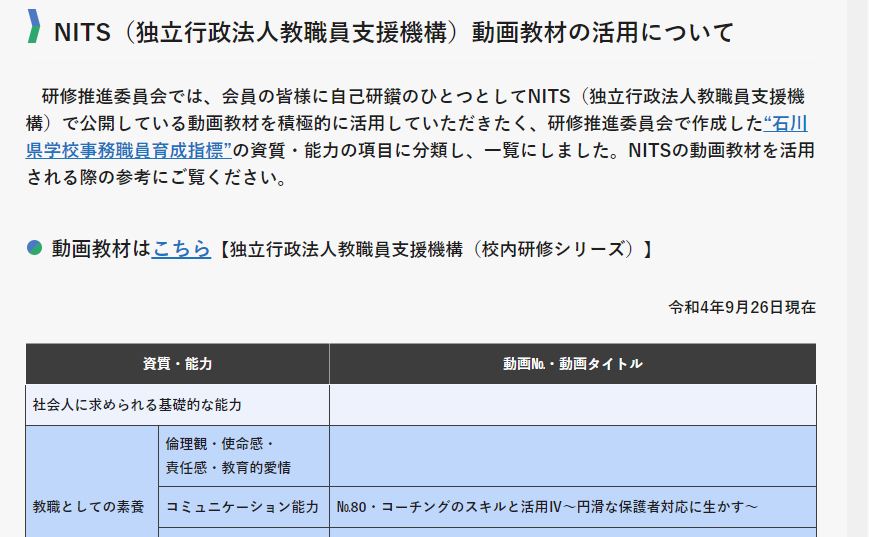 NITS（独立行政法人教職員支援機構）動画教材の活用について
研修推進委員会では、会員の皆様に自己研鑚のひとつとしてNITS（独立行政法人教職員支援機
構）で公開している動画教材を積極的に活用していただきたく、研修推進委員会で作成した“石川
県学校事務職員育成指標”の資質・能力の項目に分類し、一覧にしました。NITSの動画教材を活用
される際の参考にご覧ください。
動画教材はこちら【独立行政法人教職員支援機構（校内研修シリーズ）】
令和4年9月26日現在
資質・能力
動画№・動画タイトル
社会人に求められる基礎的な能力
倫理観・使命感・
責任感・教育的愛情
教職としての素養
コミュニケーション能力
№80・コーチングのスキルと活用Ⅳ～円滑な保護者対応に生かす～